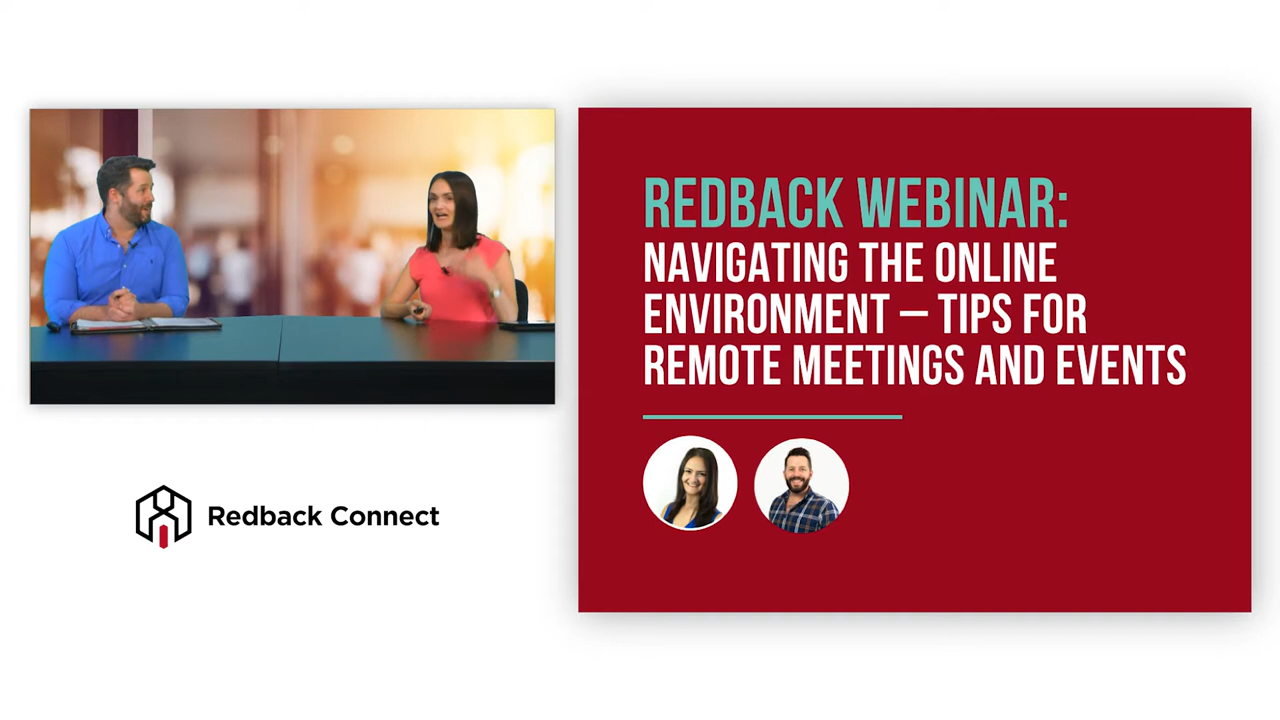 REDBACK WEBINAR:
NAVIGATING THE ONLINE
ENVIRONMENT – TIPS FOR
REMOTE MEETINGS AND EVENTS
Redback Connect